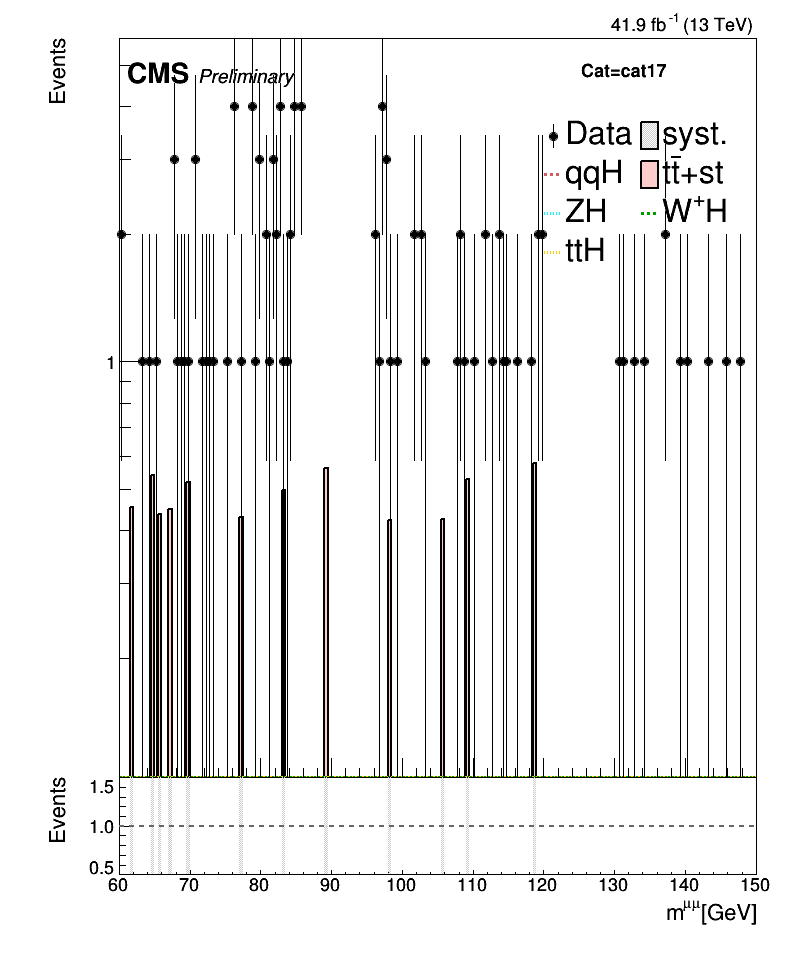 41.9 fb⁻¹ (13 TeV)
Events
CMS Preliminary
Cat=cat17
Data
syst.
qqH
tt̄+st
ZH
W⁺H
ttH
1
Events
1.5
1.0
0.5
60 70 80 90 100 110 120 130 140 150
m^μμ[GeV]